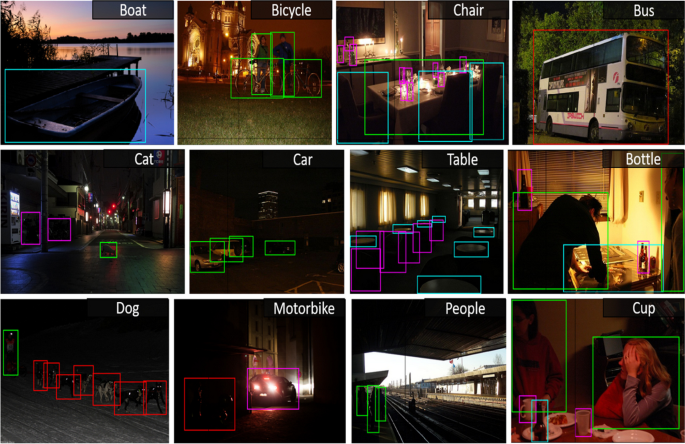 Boat
Bicycle
Chair
Bus
Cat
Car
Table
Bottle
Dog
Motorbike
People
Cup